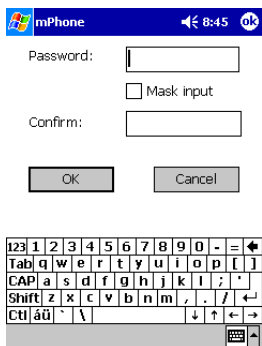 mPhone 8:45 ok
Password:
Mask input
Confirm:
OK Cancel
123 1 2 3 4 5 6 7 8 9 0 - =
Tab q w e r t y u i o p [ ]
CAP a s d f g h j k l ; '
Shift z x c v b n m , . /
Ctl áü ` \